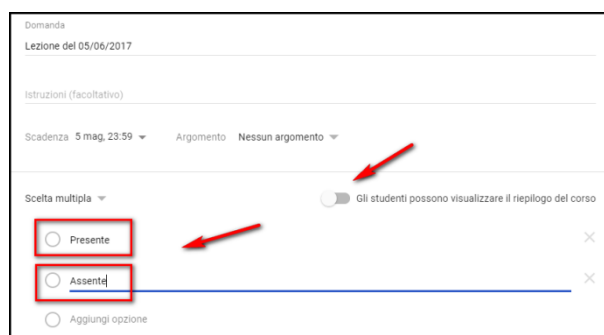 Domanda
Lezione del 05/06/2017
Istruzioni (facoltativo)
Scadenza 5 mag, 23:59 Argomento Nessun argomento
Scelta multipla Gli studenti possono visualizzare il riepilogo del corso
Presente
Assente
Aggiungi opzione